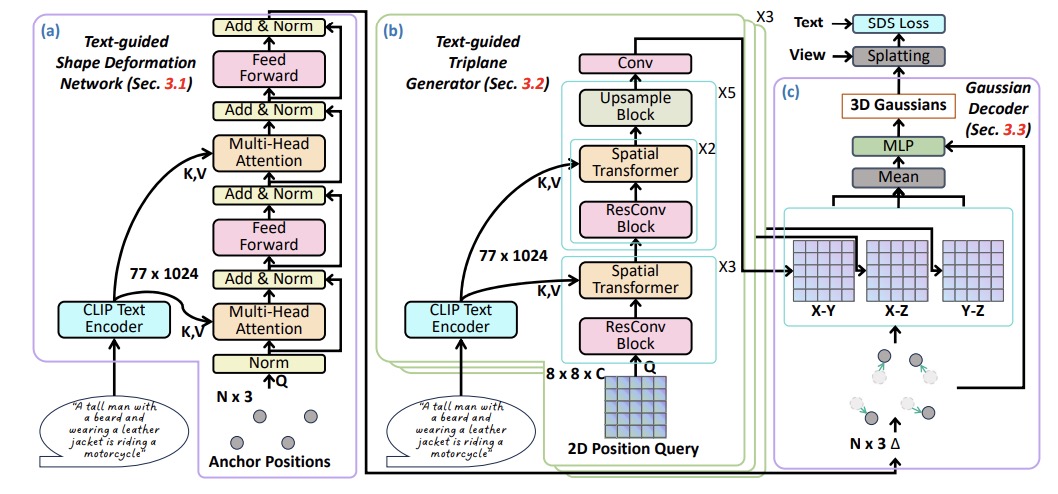 (a)
Text-guided
Shape Deformation
Network (Sec. 3.1)
Add & Norm
Feed
Forward
Add & Norm
Multi-Head
Attention
K,V
Add & Norm
Feed
Forward
77 x 1024
Add & Norm
CLIP Text
Encoder
Multi-Head
Attention
K,V
Norm
Q
N x 3
"A tall man with
a beard and
wearing a leather
jacket is riding a
motorcycle"
Anchor Positions
(b)
Text-guided
Triplane
Generator (Sec. 3.2)
X3
Conv
X5
Upsample
Block
X2
Spatial
Transformer
K,V
ResConv
Block
77 x 1024
X3
Spatial
Transformer
K,V
CLIP Text
Encoder
ResConv
Block
8 x 8 x C
Q
"A tall man with
a beard and
wearing a leather
jacket is riding a
motorcycle"
2D Position Query
Text
SDS Loss
View
Splatting
(c)
Gaussian
Decoder
(Sec. 3.3)
3D Gaussians
MLP
Mean
X-Y
X-Z
Y-Z
N x 3 Δ